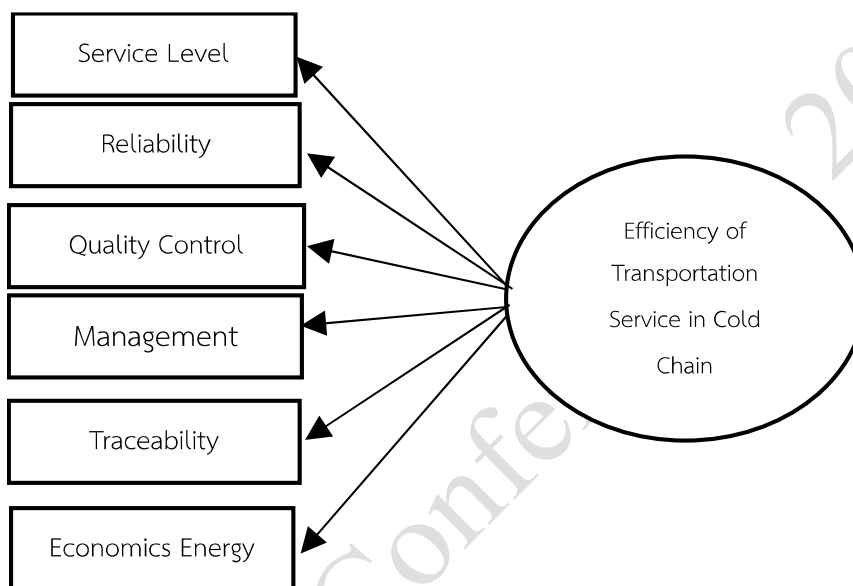 Service Level
Reliability
Quality Control
Management
Traceability
Economics Energy
Efficiency of
Transportation
Service in Cold
Chain